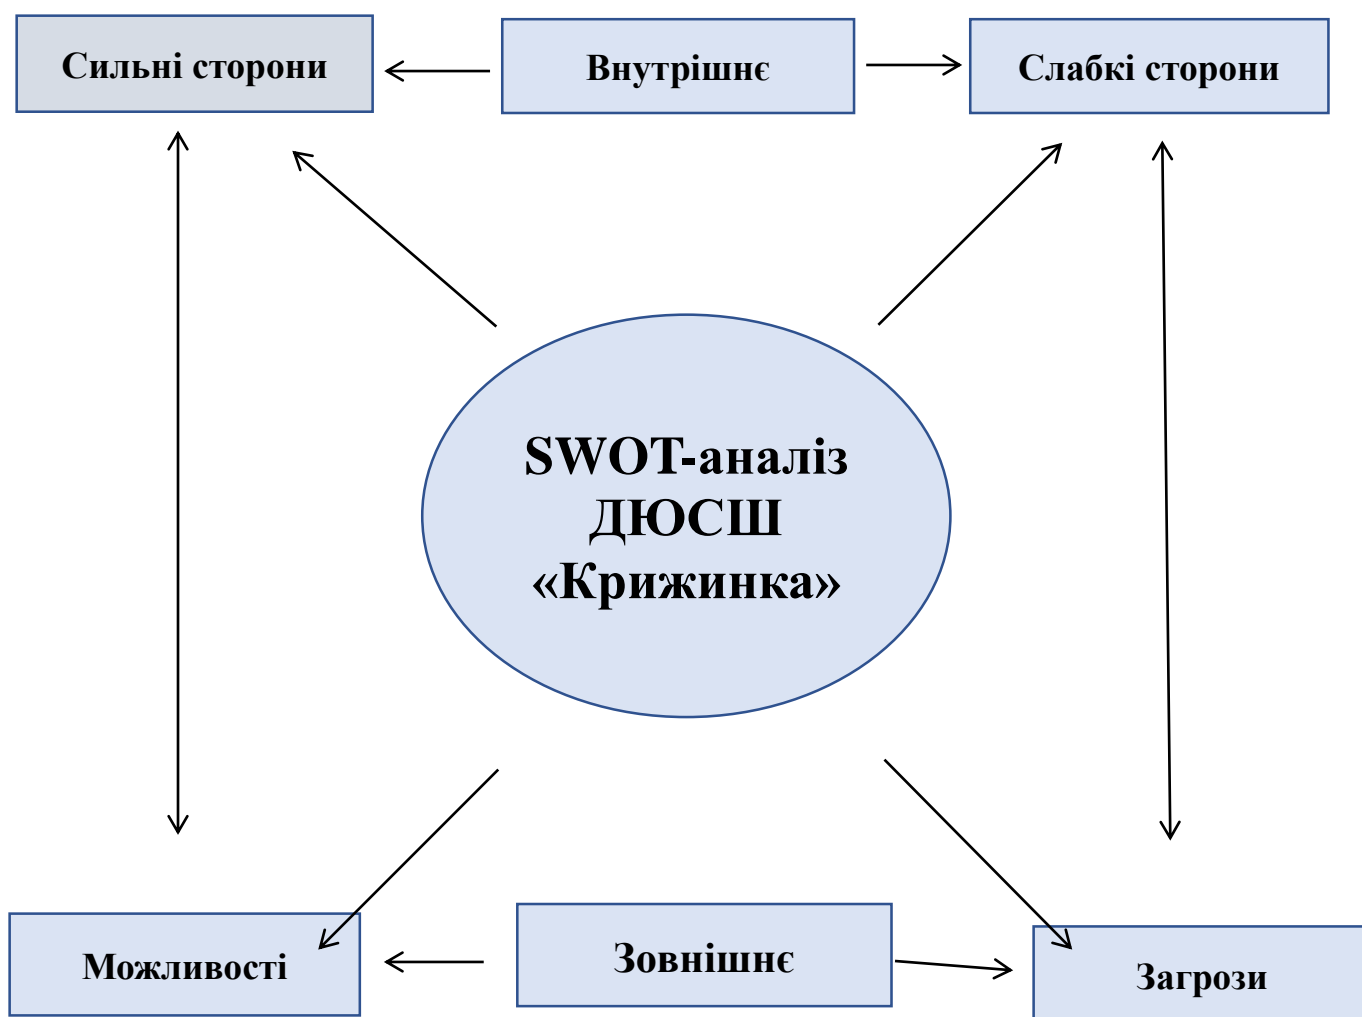 Сильні сторони
Внутрішнє
Слабкі сторони
SWOT-аналіз
ДЮСШ
«Крижинка»
Можливості
Зовнішнє
Загрози